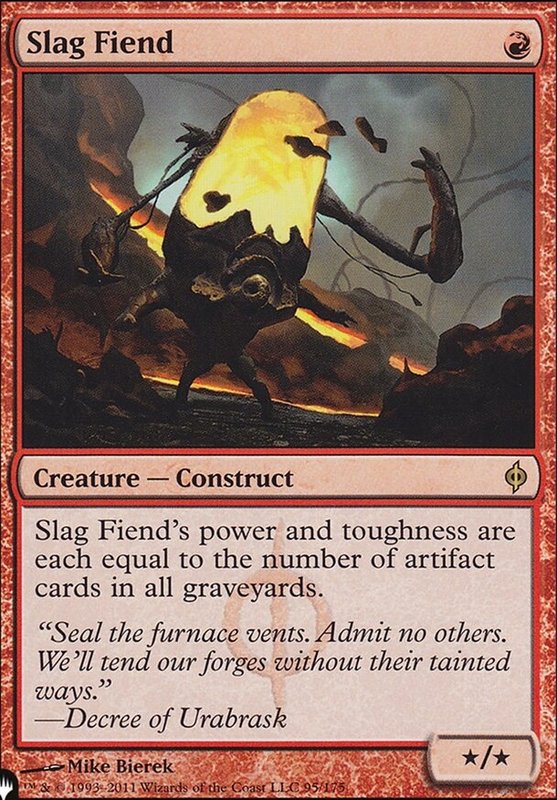 Slag Fiend
Creature — Construct
Slag Fiend's power and toughness are
each equal to the number of artifact
cards in all graveyards.
“Seal the furnace vents. Admit no others.
We'll tend our forges without their tainted
ways.”
—Decree of Urabrask
★/★
Mike Bierek
™ & © 1993–2011 Wizards of the Coast LLC 95/175